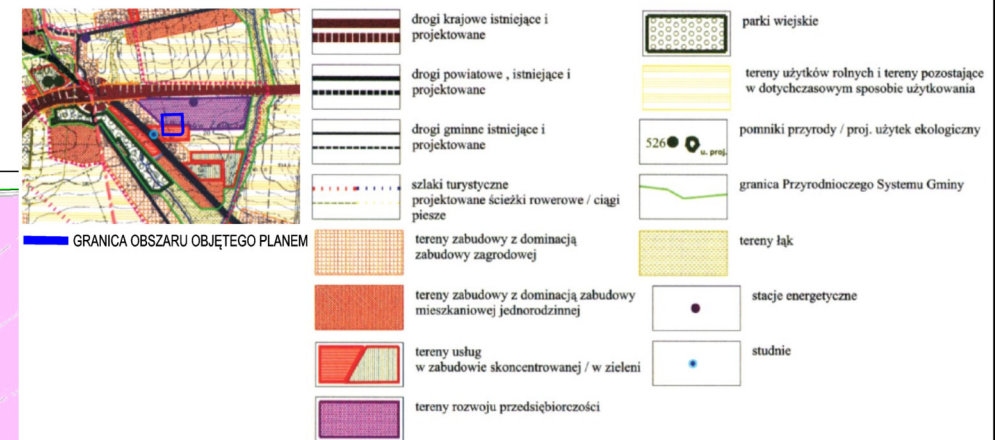 GRANICA OBSZARU OBJĘTEGO PLANEM
drogi krajowe istniejące i
projektowane
drogi powiatowe , istniejące i
projektowane
drogi gminne istniejące i
projektowane
szlaki turystyczne
projektowane ścieżki rowerowe / ciągi
piesze
tereny zabudowy z dominacją
zabudowy zagrodowej
tereny zabudowy z dominacją zabudowy
mieszkaniowej jednorodzinnej
tereny usług
w zabudowie skoncentrowanej / w zieleni
tereny rozwoju przedsiębiorczości
parki wiejskie
tereny użytków rolnych i tereny pozostające
w dotychczasowym sposobie użytkowania
526 u. proj.
pomniki przyrody / proj. użytek ekologiczny
granica Przyrodnioczego Systemu Gminy
tereny łąk
stacje energetyczne
studnie